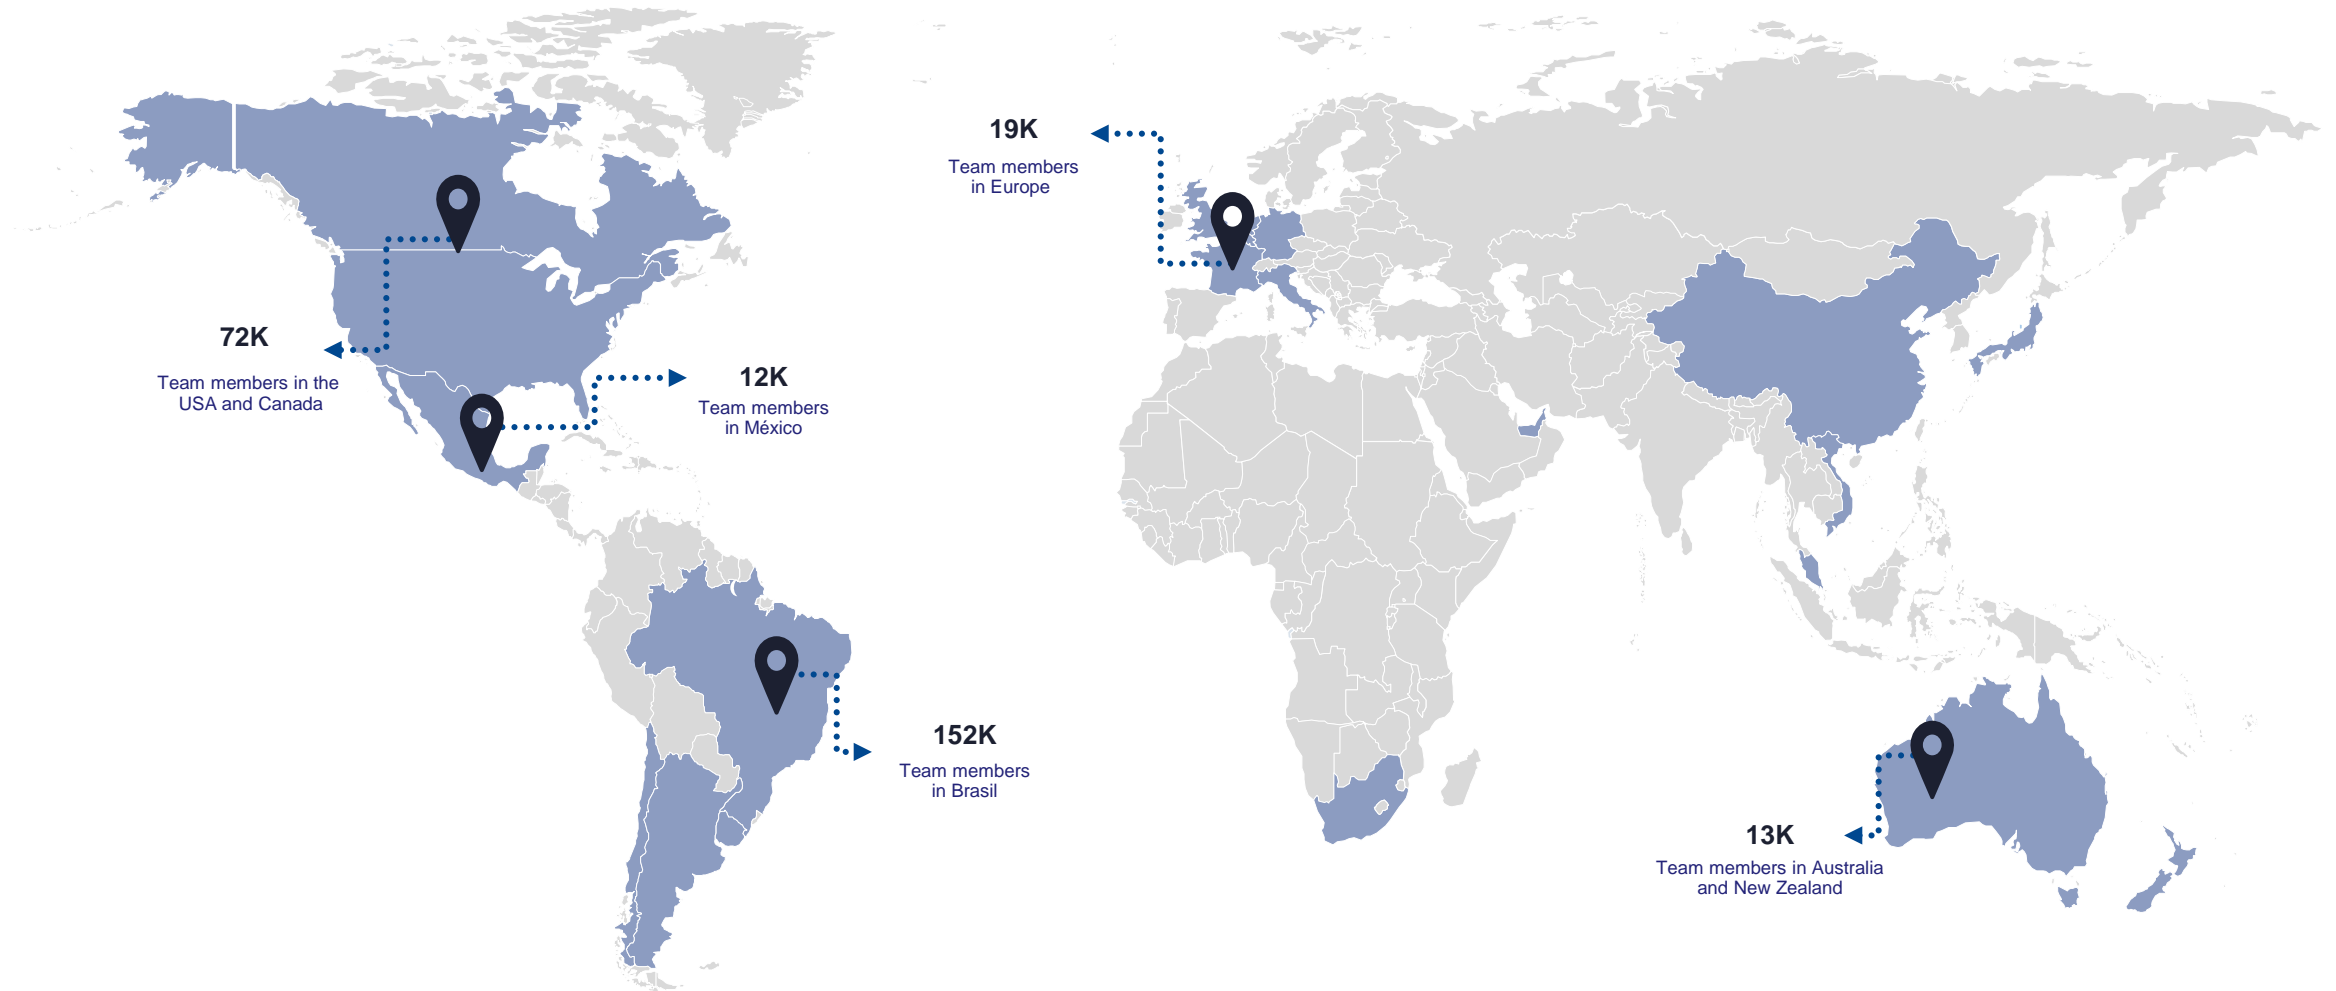 19K
Team members
in Europe
72K
Team members in the
USA and Canada
12K
Team members
in México
152K
Team members
in Brasil
13K
Team members in Australia
and New Zealand